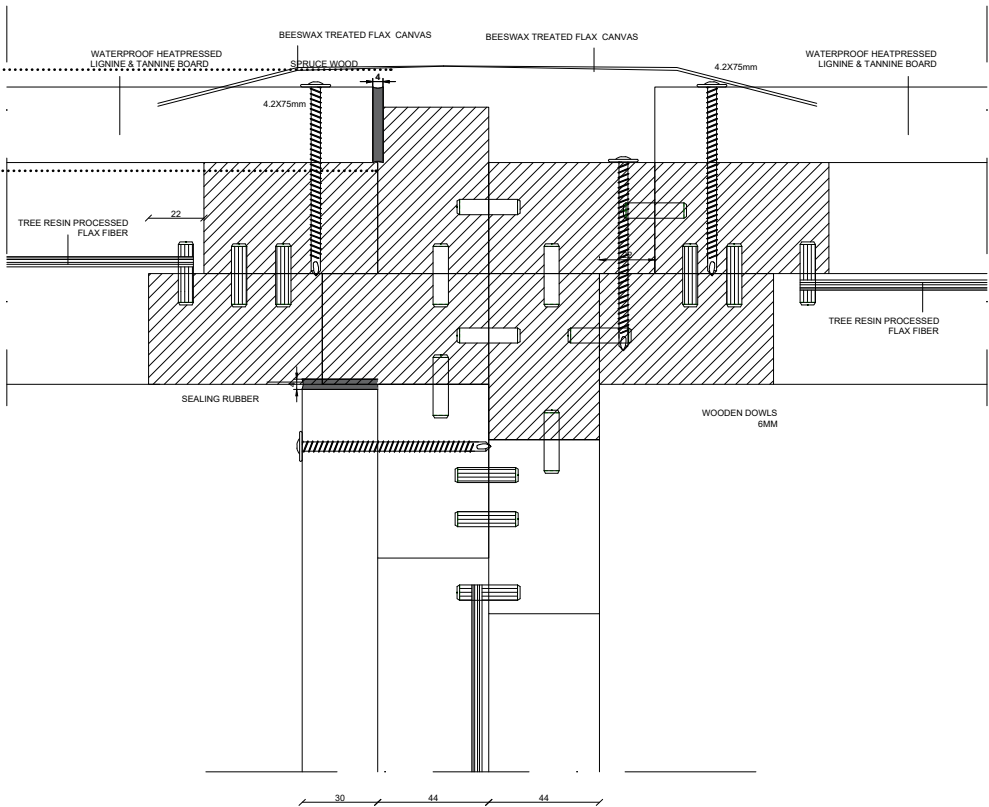 BEESWAX TREATED FLAX CANVAS
BEESWAX TREATED FLAX CANVAS
WATERPROOF HEATPRESSED
LIGNINE & TANNINE BOARD
SPRUCE WOOD
4.2X75mm
WATERPROOF HEATPRESSED
LIGNINE & TANNINE BOARD
4
4.2X75mm
22
TREE RESIN PROCESSED
FLAX FIBER
TREE RESIN PROCESSED
FLAX FIBER
SEALING RUBBER
WOODEN DOWLS
6MM
30
44
44